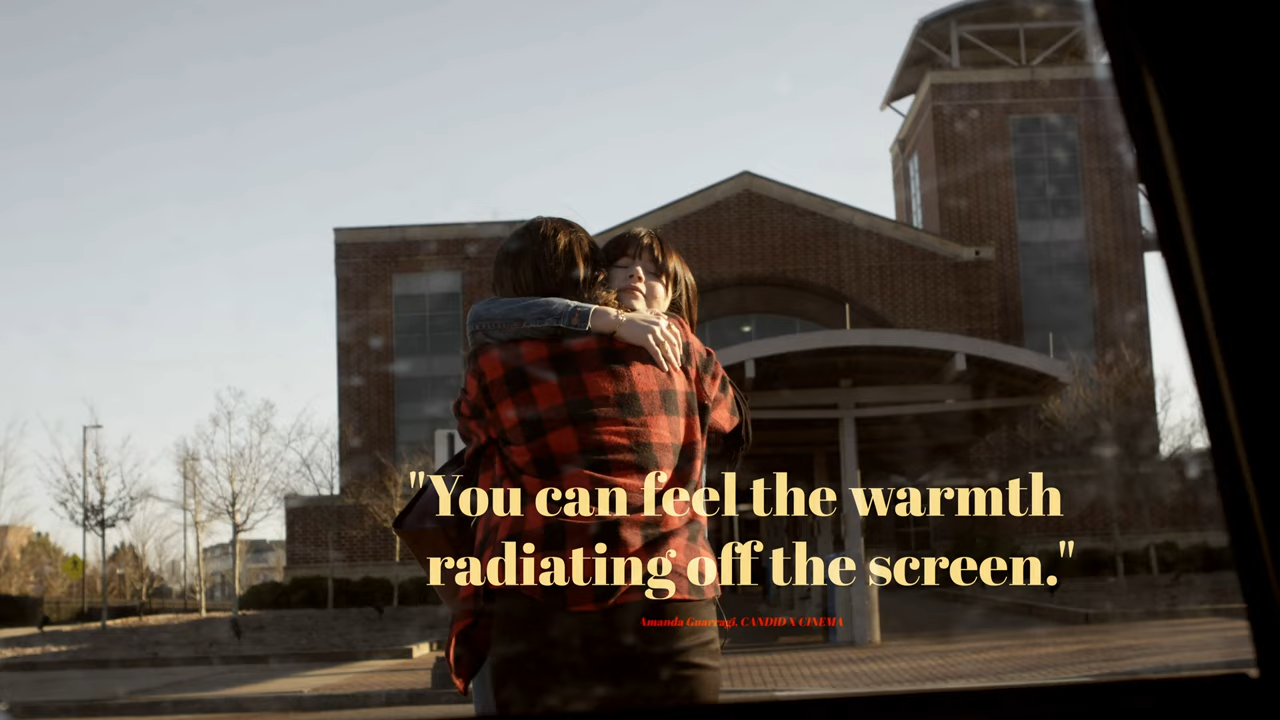 "You can feel the warmth
radiating off the screen."
Amanda Guarragi, CANDID X CINEMA